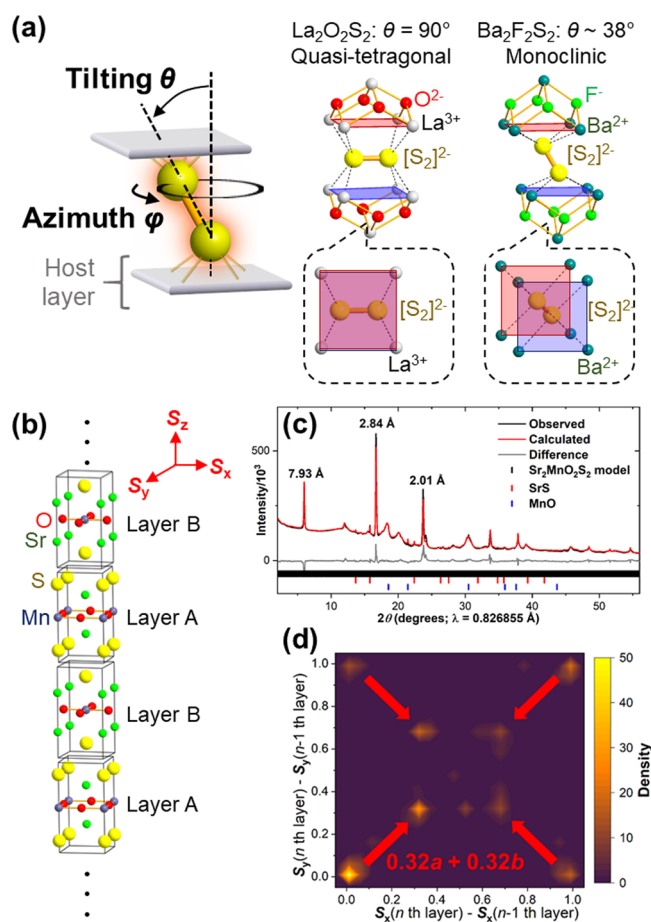 (a)
Tilting θ
Azimuth φ
Host
layer
La₂O₂S₂: θ = 90°
Quasi-tetragonal
O²⁻
La³⁺
[S₂]²⁻
[S₂]²⁻
La³⁺
Ba₂F₂S₂: θ ~ 38°
Monoclinic
F⁻
Ba²⁺
[S₂]²⁻
[S₂]²⁻
Ba²⁺
(b)
Sz
Sy
Sx
O
Sr
S
Mn
Layer B
Layer A
Layer B
Layer A
(c)
7.93 Å
2.84 Å
2.01 Å
Observed
Calculated
Difference
Sr₂MnO₂S₂ model
SrS
MnO
Intensity/10³
500
0
10
20
30
40
50
2θ (degrees; λ = 0.826855 Å)
(d)
Sy(n th layer) - Sy(n-1 th layer)
1.0
0.8
0.6
0.4
0.2
0.0
0.32a + 0.32b
0.0
0.2
0.4
0.6
0.8
1.0
Sx(n th layer) - Sx(n-1 th layer)
50
40
30
20
10
0
Density